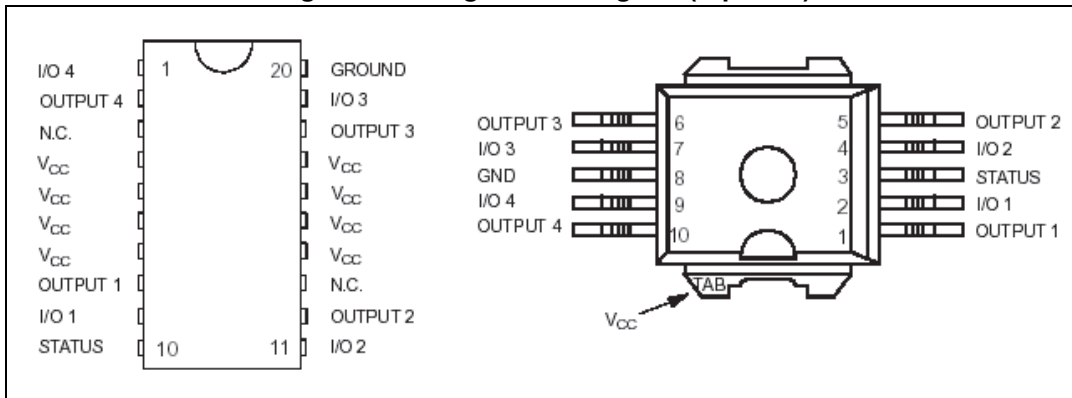 I/O 4 1 20 GROUND
OUTPUT 4 I/O 3
N.C. OUTPUT 3
VCC VCC
VCC VCC
VCC VCC
VCC VCC
OUTPUT 1 N.C.
I/O 1 OUTPUT 2
STATUS 10 11 I/O 2
OUTPUT 3 6 5 OUTPUT 2
I/O 3 7 4 I/O 2
GND 8 3 STATUS
I/O 4 9 2 I/O 1
OUTPUT 4 10 1 OUTPUT 1
TAB
VCC